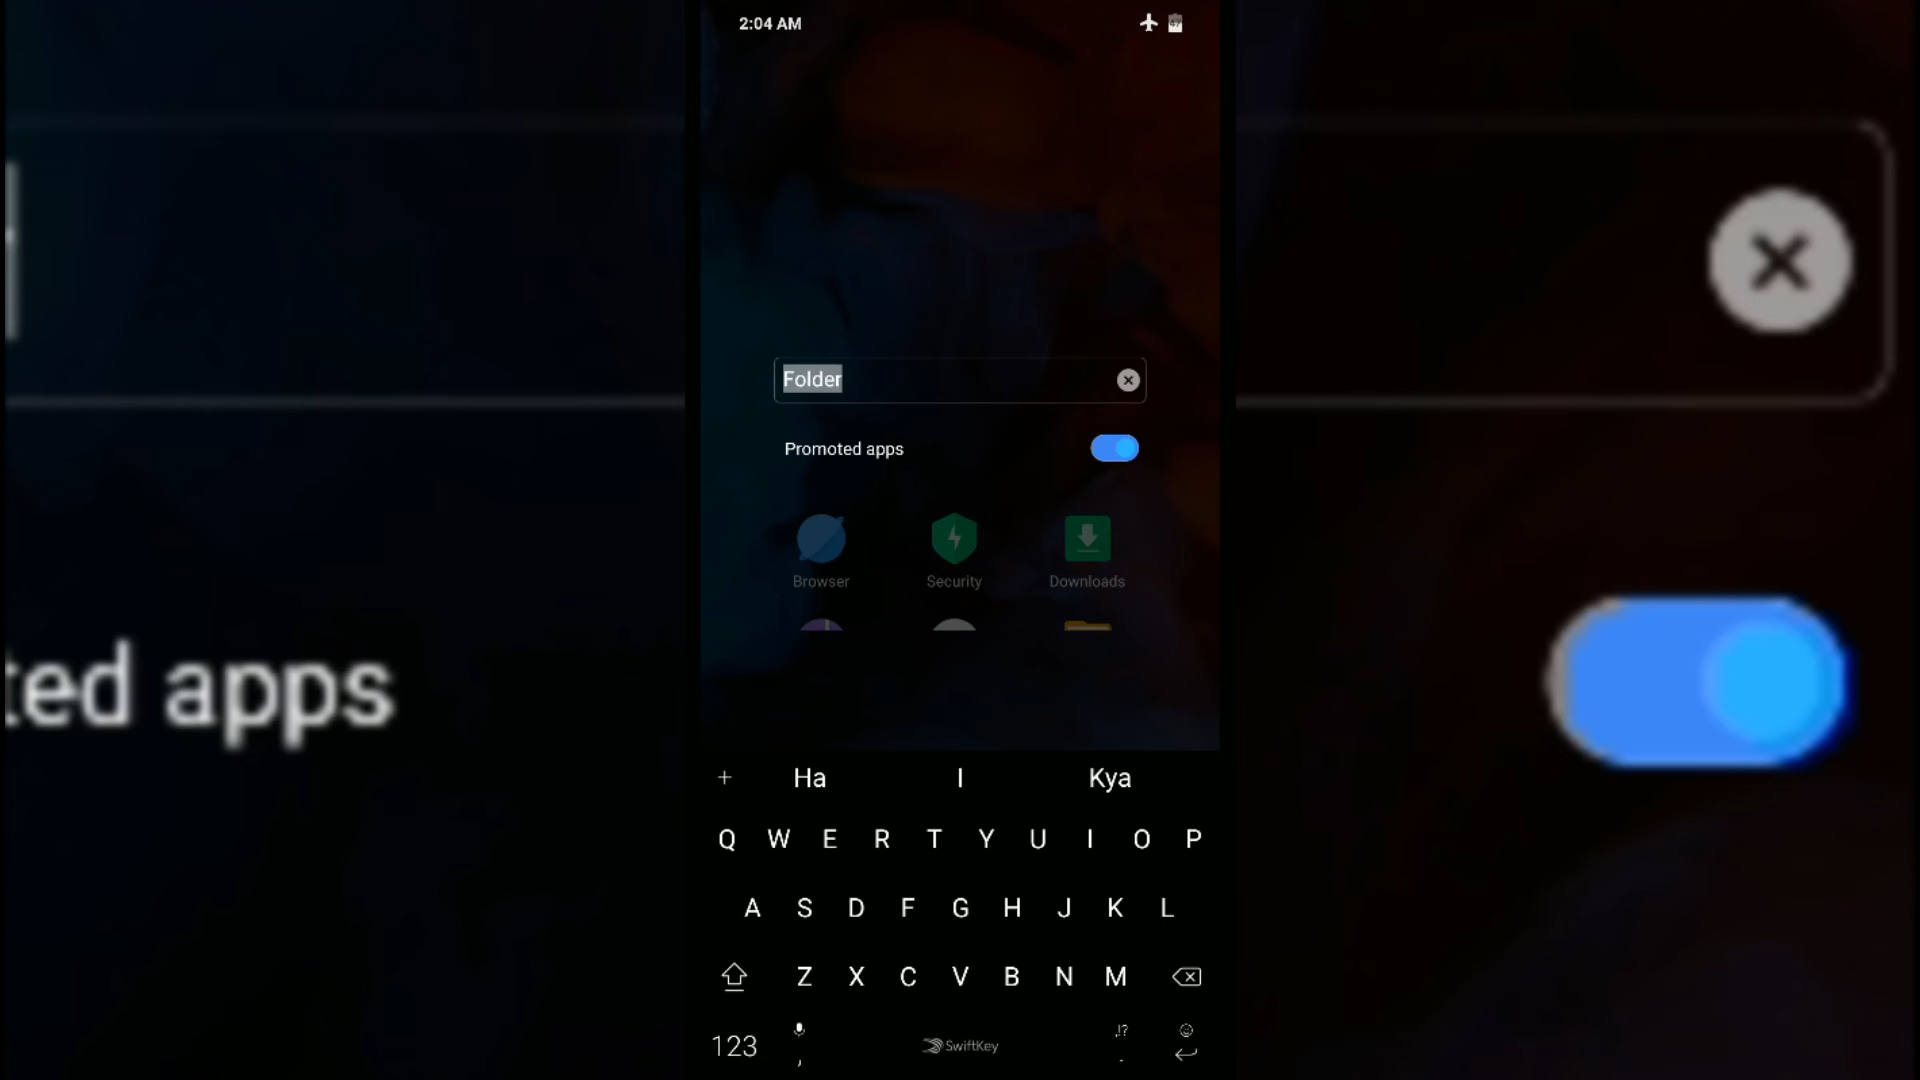 2:04 AM
Folder
Promoted apps
Browser Security Downloads
ted apps
+ Ha I Kya
Q W E R T Y U I O P
A S D F G H J K L
Z X C V B N M
,!?
123 SwiftKey
, .